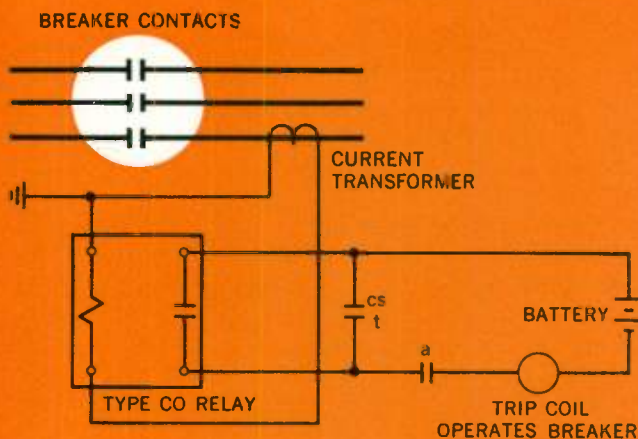 BREAKER CONTACTS
CURRENT
TRANSFORMER
cs
t
a
BATTERY
TYPE CO RELAY
TRIP COIL
OPERATES BREAKER